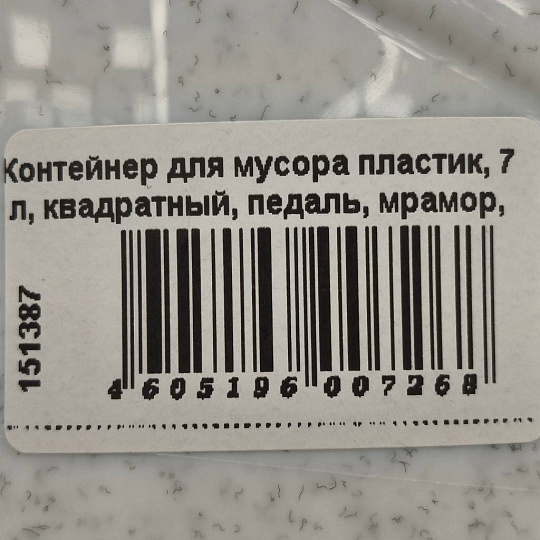 Контейнер для мусора пластик, 7
л, квадратный, педаль, мрамор,
151387
4 605196 007268